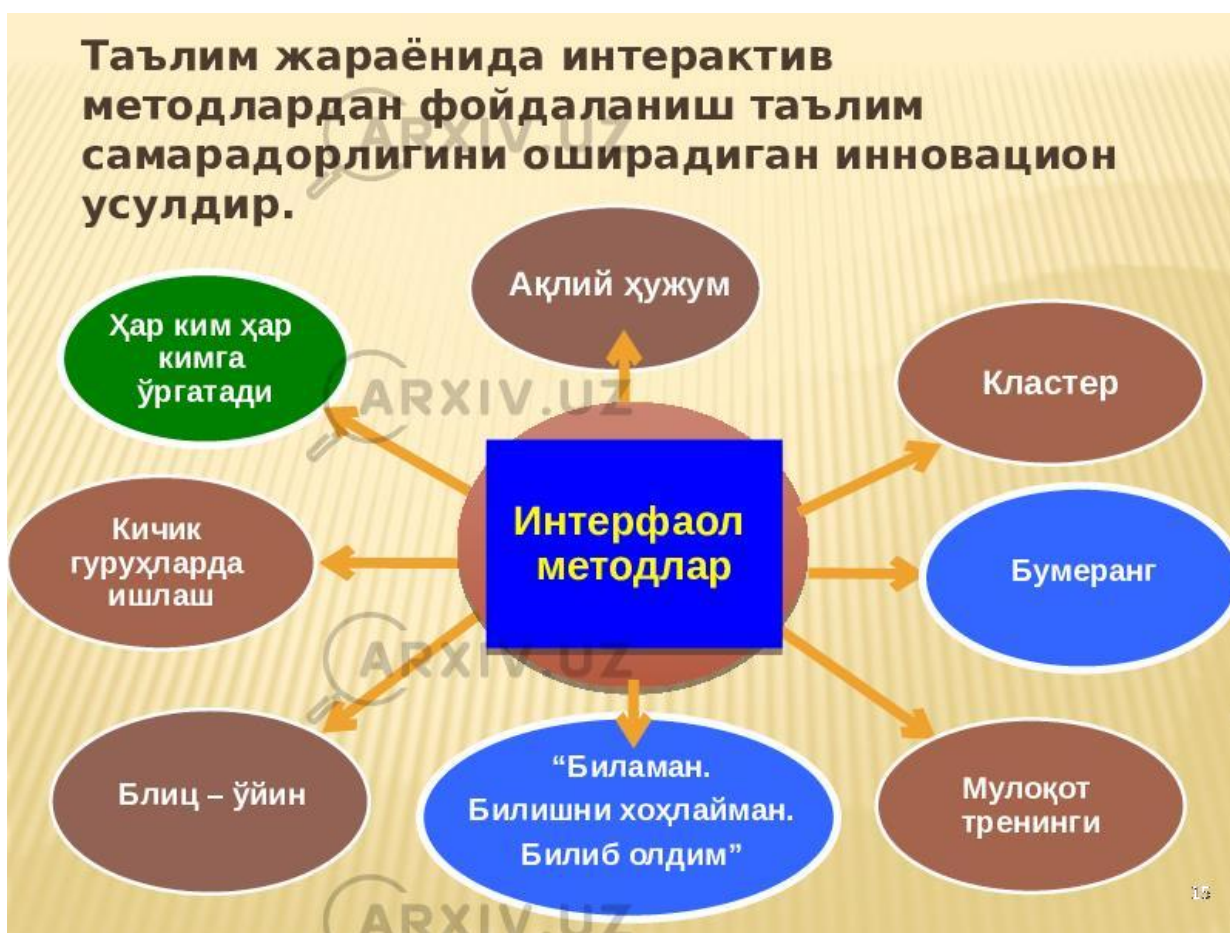 Таълим жараёнида интерактив
методлардан фойдаланиш таълим
самарадорлигини оширадиган инновацион
усулдир.
Ақлий ҳужум
Ҳар ким ҳар
кимга
ўргатади
Кластер
Интерфаол
методлар
Кичик
гуруҳларда
ишлаш
Бумеранг
Блиц – ўйин
“Биламан.
Билишни хоҳлайман.
Билиб олдим”
Мулоқот
тренинги
15
ARXIV.UZ
ARXIV.UZ
ARXIV.UZ
ARXIV.UZ